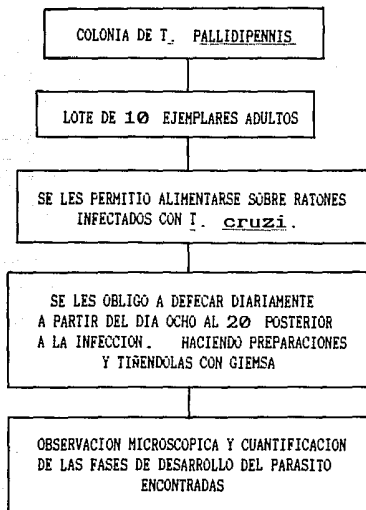 COLONIA DE T. PALLIDIPENNIS
LOTE DE 10 EJEMPLARES ADULTOS
SE LES PERMITIO ALIMENTARSE SOBRE RATONES
INFECTADOS CON T. cruzi.
SE LES OBLIGO A DEFECAR DIARIAMENTE
A PARTIR DEL DIA OCHO AL 20 POSTERIOR
A LA INFECCION. HACIENDO PREPARACIONES
Y TIÑENDOLAS CON GIEMSA
OBSERVACION MICROSCOPICA Y CUANTIFICACION
DE LAS FASES DE DESARROLLO DEL PARASITO
ENCONTRADAS